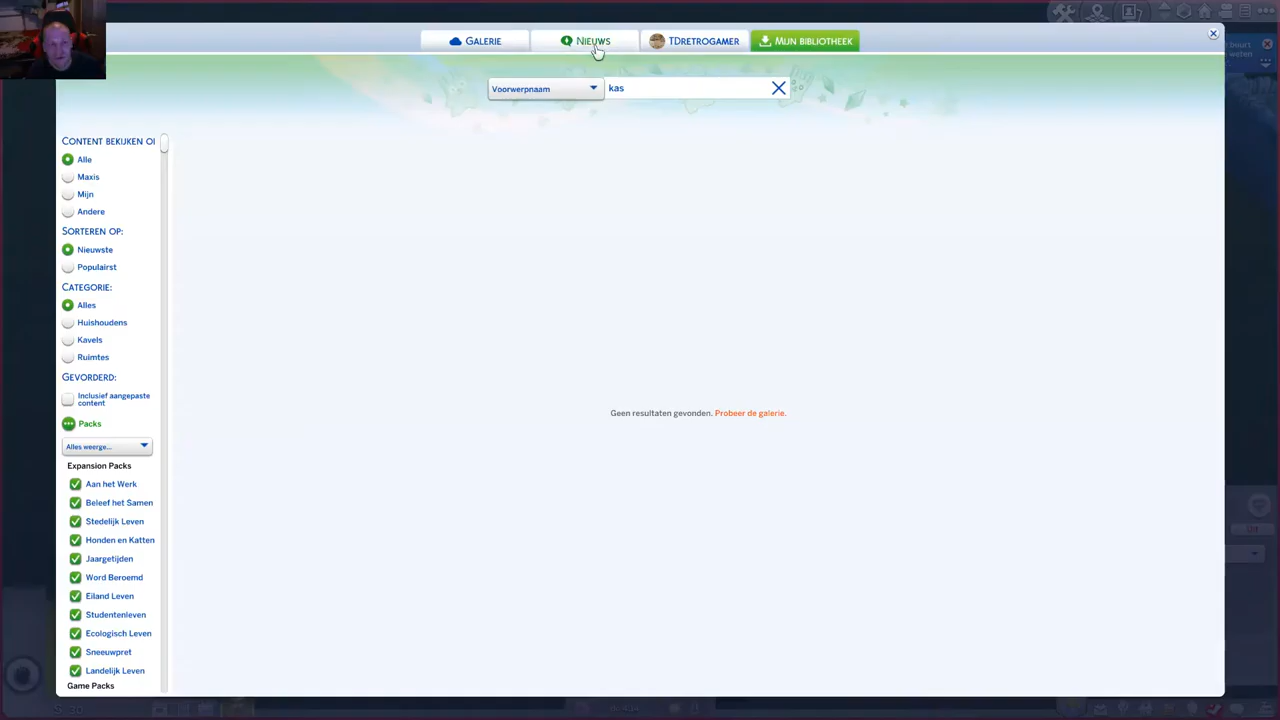 GALERIE
NIEUWS
TDRETROGAMER
MIJN BIBLIOTHEEK
Voorwerpnaam
kas
CONTENT BEKIJKEN
Alle
Maxis
Mijn
Andere
SORTEREN OP:
Nieuwste
Populairst
CATEGORIE:
Alles
Huishoudens
Kavels
Ruimtes
GEVORDERD:
Inclusief aangepaste
content
Packs
Alles weerge...
Expansion Packs
Aan het Werk
Beleef het Samen
Stedelijk Leven
Honden en Katten
Jaargetijden
Word Beroemd
Eiland Leven
Studentenleven
Ecologisch Leven
Sneeuwpret
Landelijk Leven
Game Packs
Geen resultaten gevonden. Probeer de galerie.